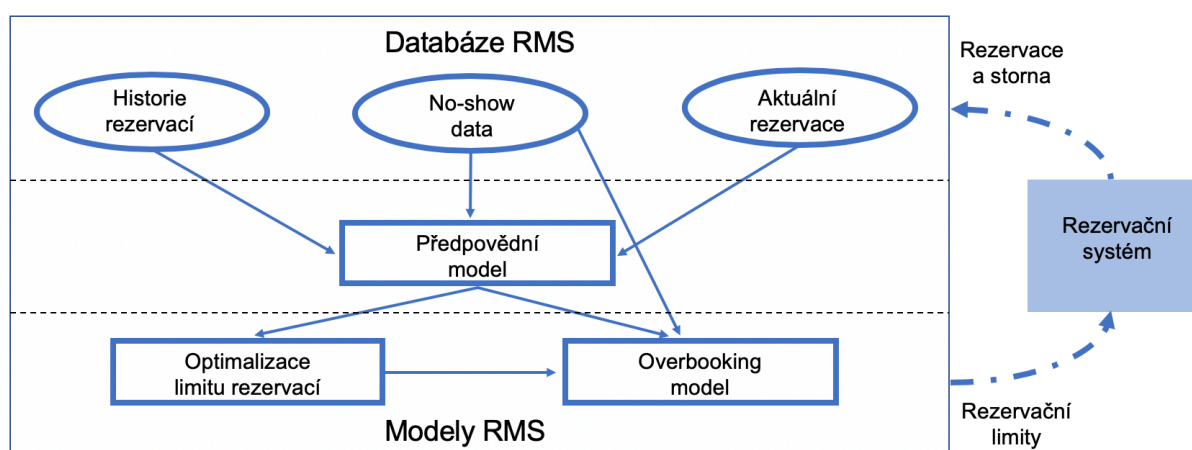 Databáze RMS
Historie
rezervací
No-show
data
Aktuální
rezervace
Rezervace
a storna
Předpovědní
model
Rezervační
systém
Optimalizace
limitu rezervací
Overbooking
model
Modely RMS
Rezervační
limity